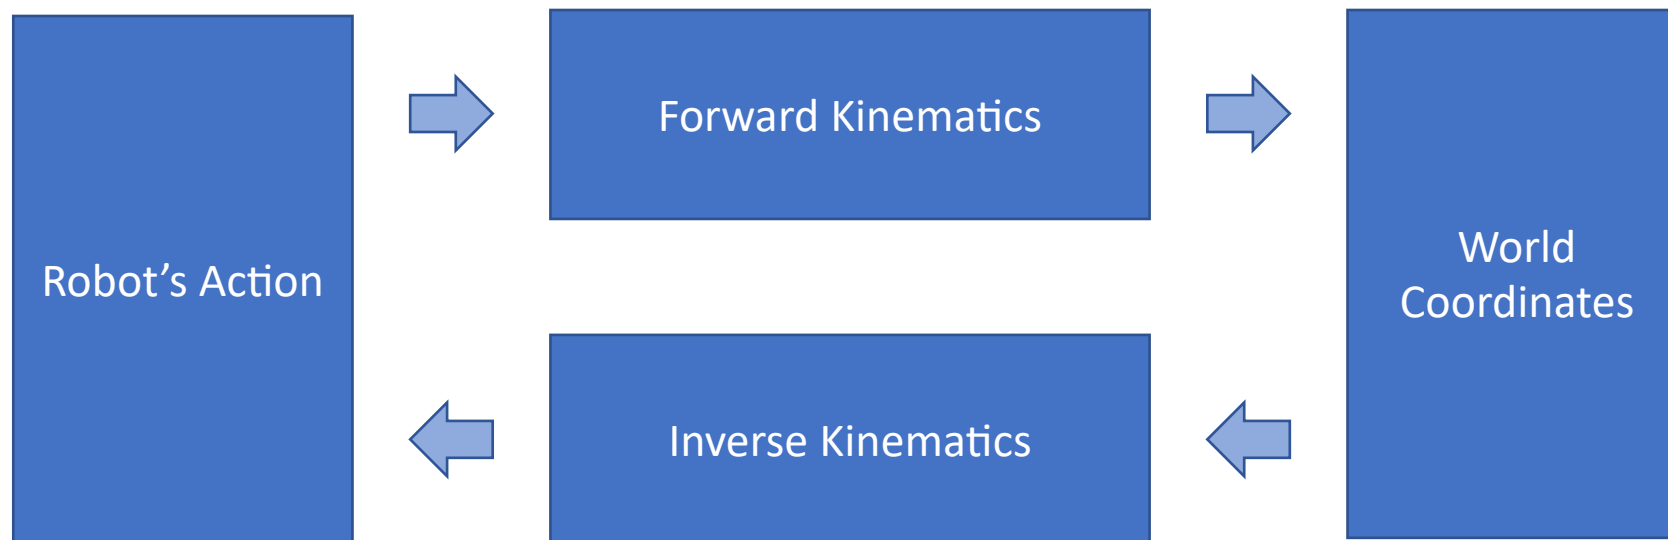 Robot’s Action
Forward Kinematics
Inverse Kinematics
World
Coordinates